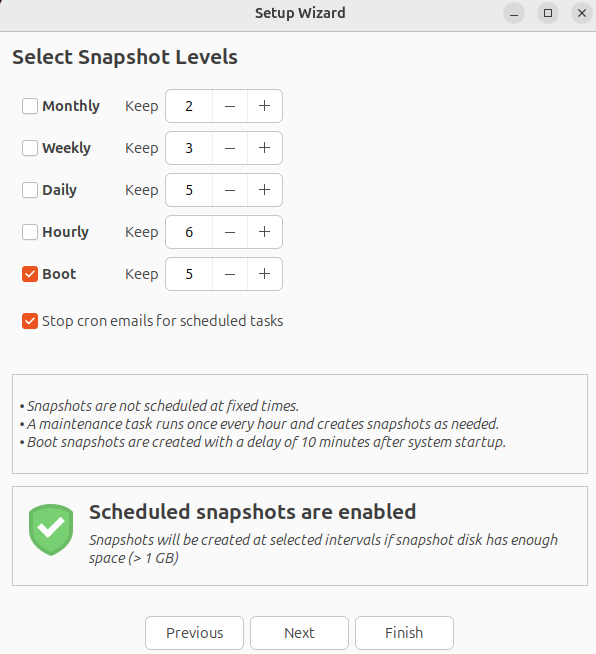 Setup Wizard
Select Snapshot Levels
Monthly Keep 2 − +
Weekly Keep 3 − +
Daily Keep 5 − +
Hourly Keep 6 − +
Boot Keep 5 − +
Stop cron emails for scheduled tasks
• Snapshots are not scheduled at fixed times.
• A maintenance task runs once every hour and creates snapshots as needed.
• Boot snapshots are created with a delay of 10 minutes after system startup.
Scheduled snapshots are enabled
Snapshots will be created at selected intervals if snapshot disk has enough
space (> 1 GB)
Previous Next Finish